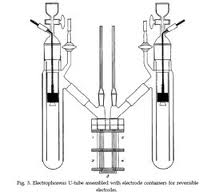 Fig. 3. Electrophoresis U-tube assembled with electrode containers for reversible
electrodes.